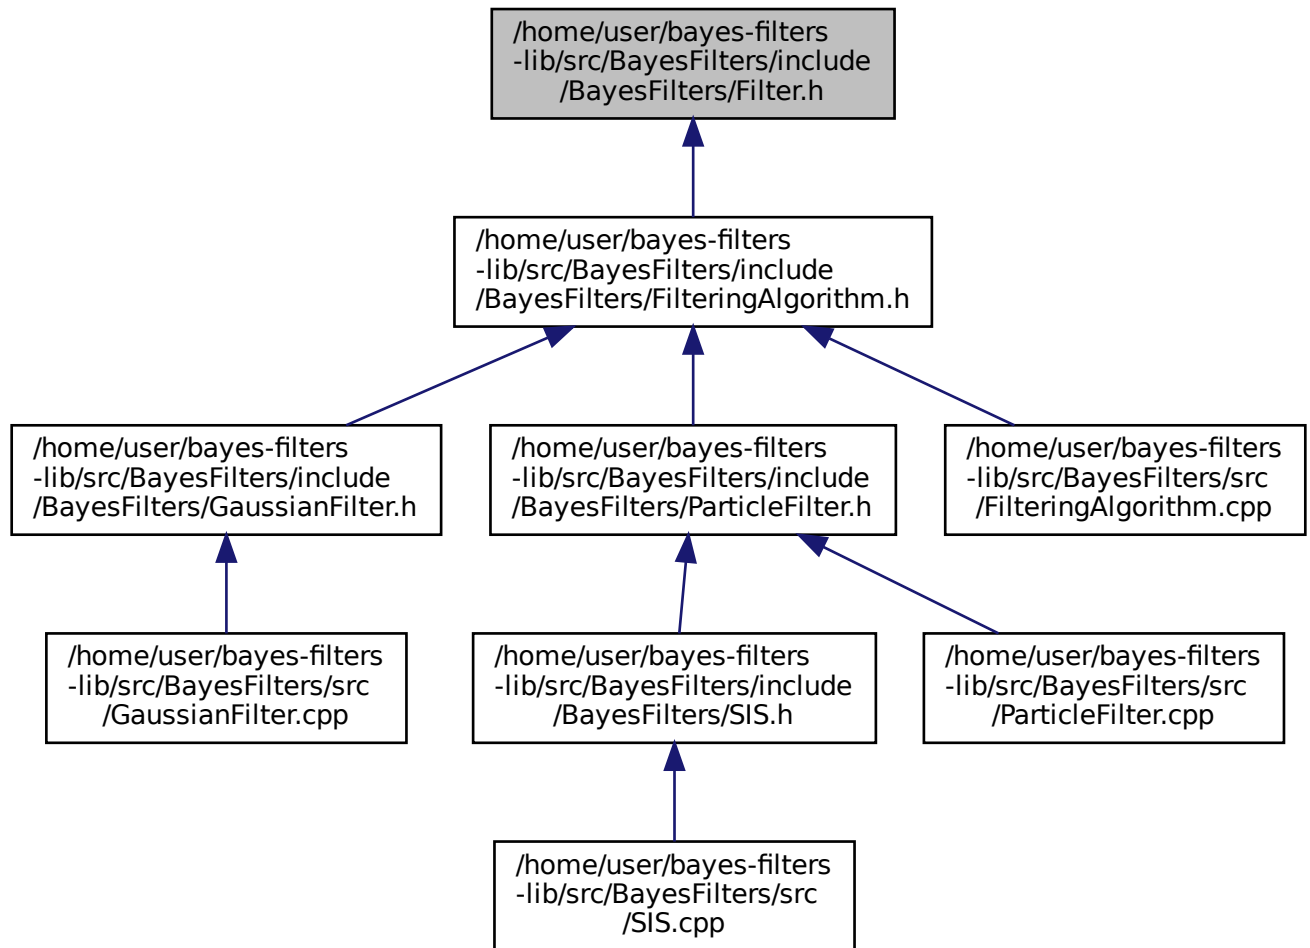 /home/user/bayes-filters
-lib/src/BayesFilters/include
/BayesFilters/Filter.h
/home/user/bayes-filters
-lib/src/BayesFilters/include
/BayesFilters/FilteringAlgorithm.h
/home/user/bayes-filters
-lib/src/BayesFilters/include
/BayesFilters/GaussianFilter.h
/home/user/bayes-filters
-lib/src/BayesFilters/include
/BayesFilters/ParticleFilter.h
/home/user/bayes-filters
-lib/src/BayesFilters/src
/FilteringAlgorithm.cpp
/home/user/bayes-filters
-lib/src/BayesFilters/src
/GaussianFilter.cpp
/home/user/bayes-filters
-lib/src/BayesFilters/include
/BayesFilters/SIS.h
/home/user/bayes-filters
-lib/src/BayesFilters/src
/ParticleFilter.cpp
/home/user/bayes-filters
-lib/src/BayesFilters/src
/SIS.cpp